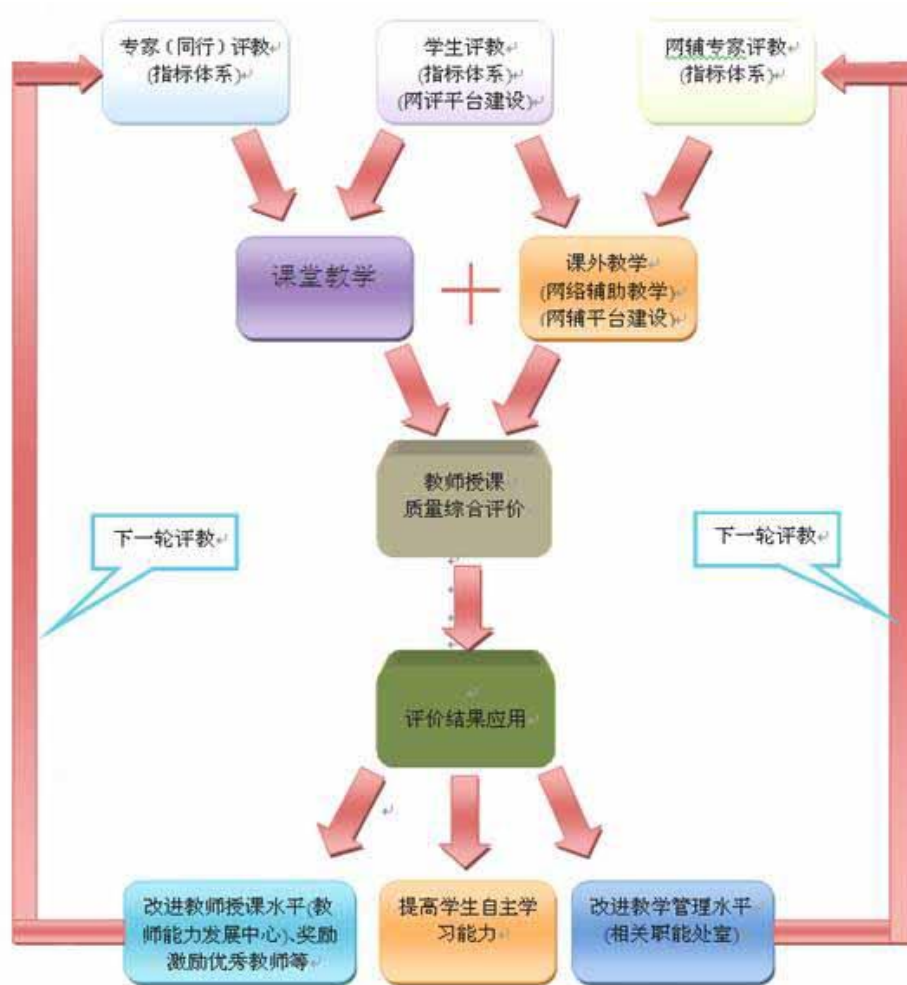 专家（同行）评教
(指标体系)
学生评教
(指标体系)
(网评平台建设)
网辅专家评教
(指标体系)
课堂教学
课外教学
(网络辅助教学)
(网辅平台建设)
教师授课
质量综合评价
下一轮评教
下一轮评教
评价结果应用
改进教师授课水平(教
师能力发展中心)、奖励
激励优秀教师等
提高学生自主学
习能力
改进教学管理水平
(相关职能处室)